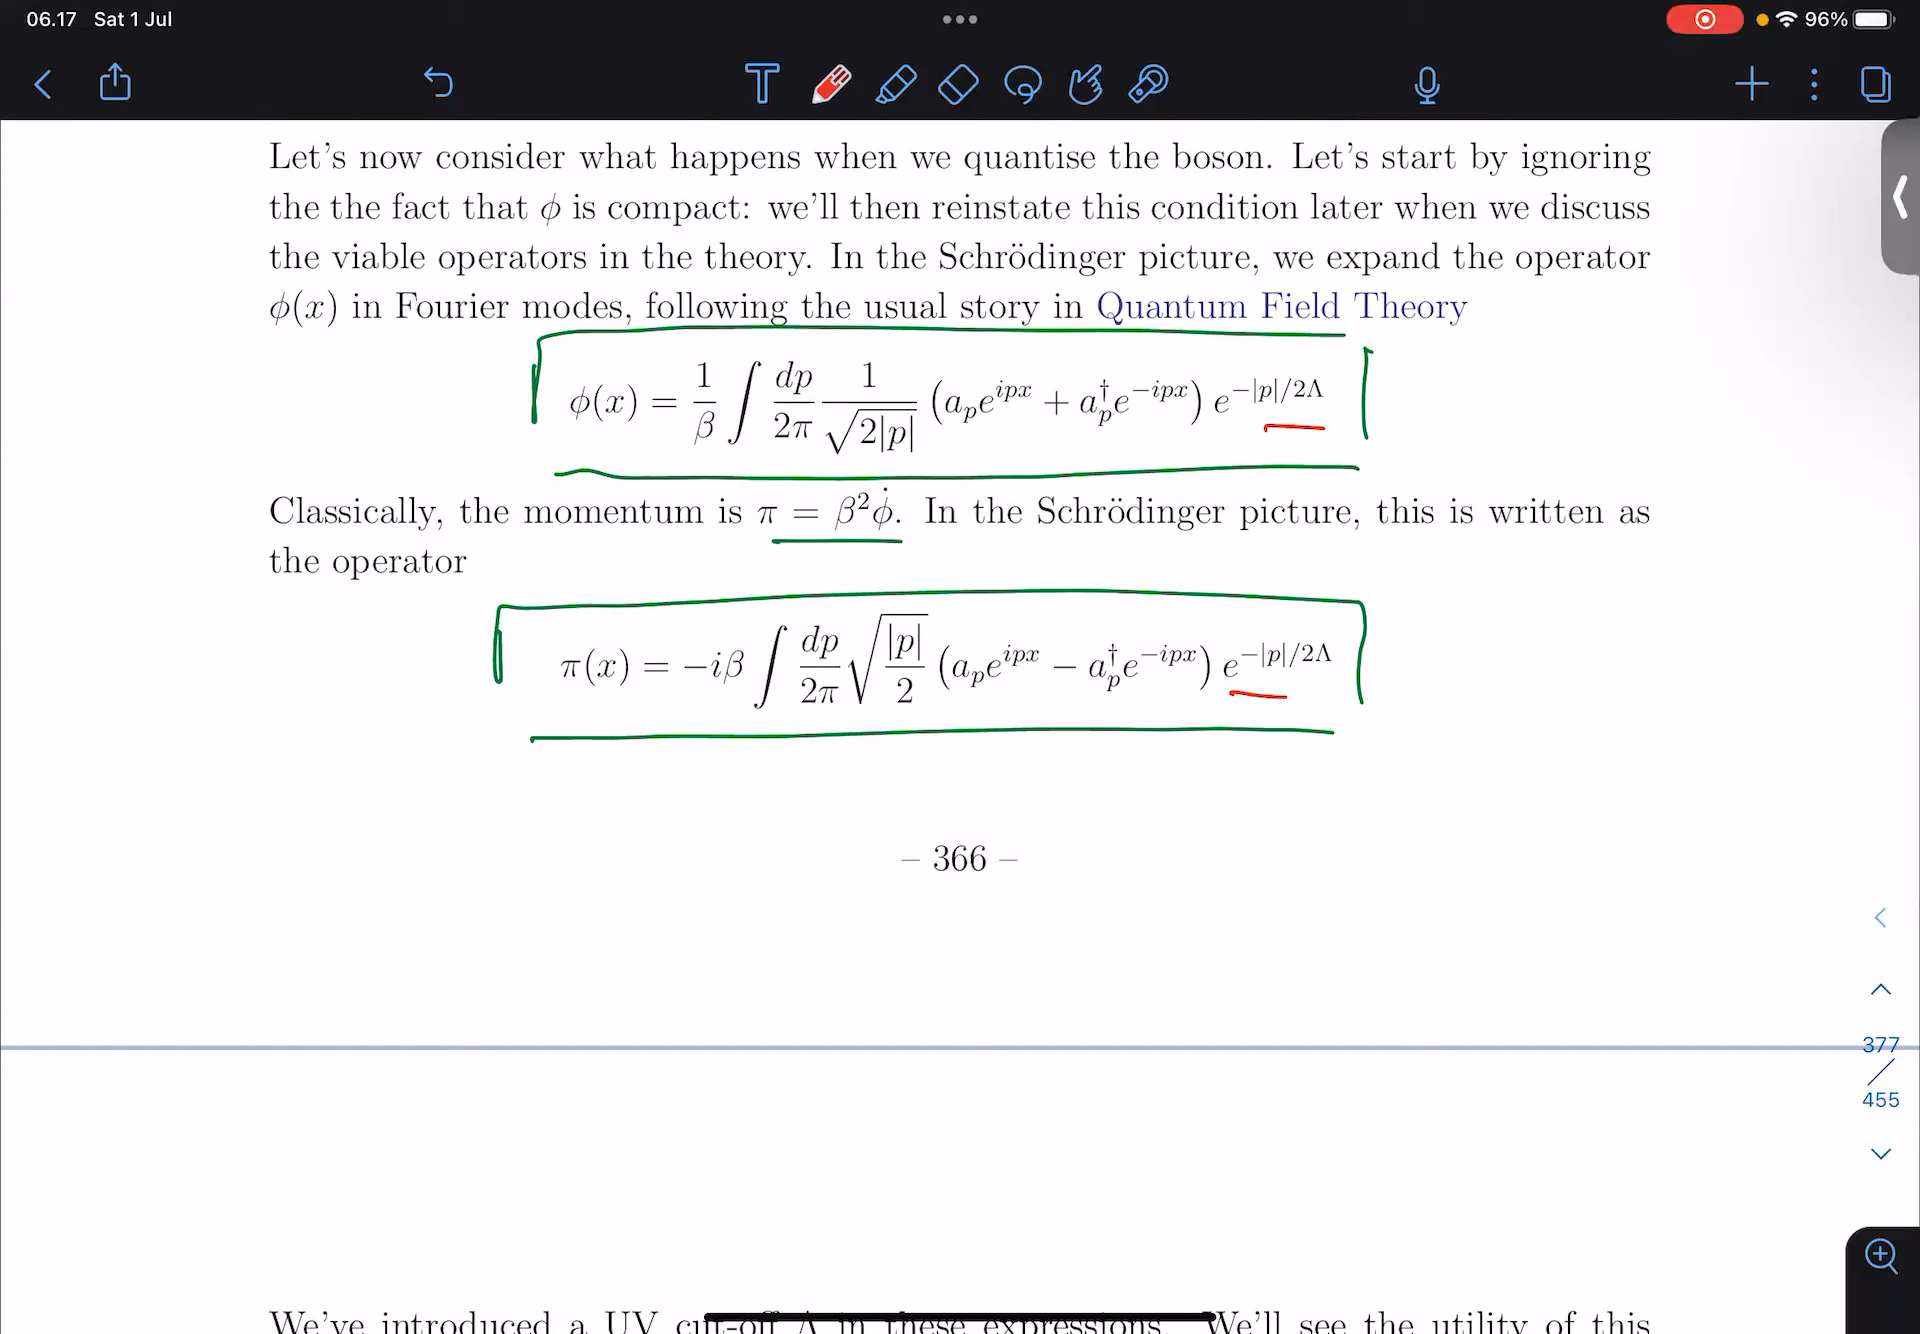 06.17 Sat 1 Jul
96%
Let's now consider what happens when we quantise the boson. Let's start by ignoring
the the fact that ϕ is compact: we'll then reinstate this condition later when we discuss
the viable operators in the theory. In the Schrödinger picture, we expand the operator
ϕ(x) in Fourier modes, following the usual story in Quantum Field Theory
ϕ(x) = 1/β ∫ dp/2π 1/√2|p| (a_p e^{ipx} + a_p^† e^{−ipx}) e^{−|p|/2Λ}
Classically, the momentum is π = β²ϕ̇. In the Schrödinger picture, this is written as
the operator
π(x) = −iβ ∫ dp/2π √|p|/2 (a_p e^{ipx} − a_p^† e^{−ipx}) e^{−|p|/2Λ}
– 366 –
377
/
455
We've introduced a UV cut-off Λ in these expressions. We'll see the utility of this